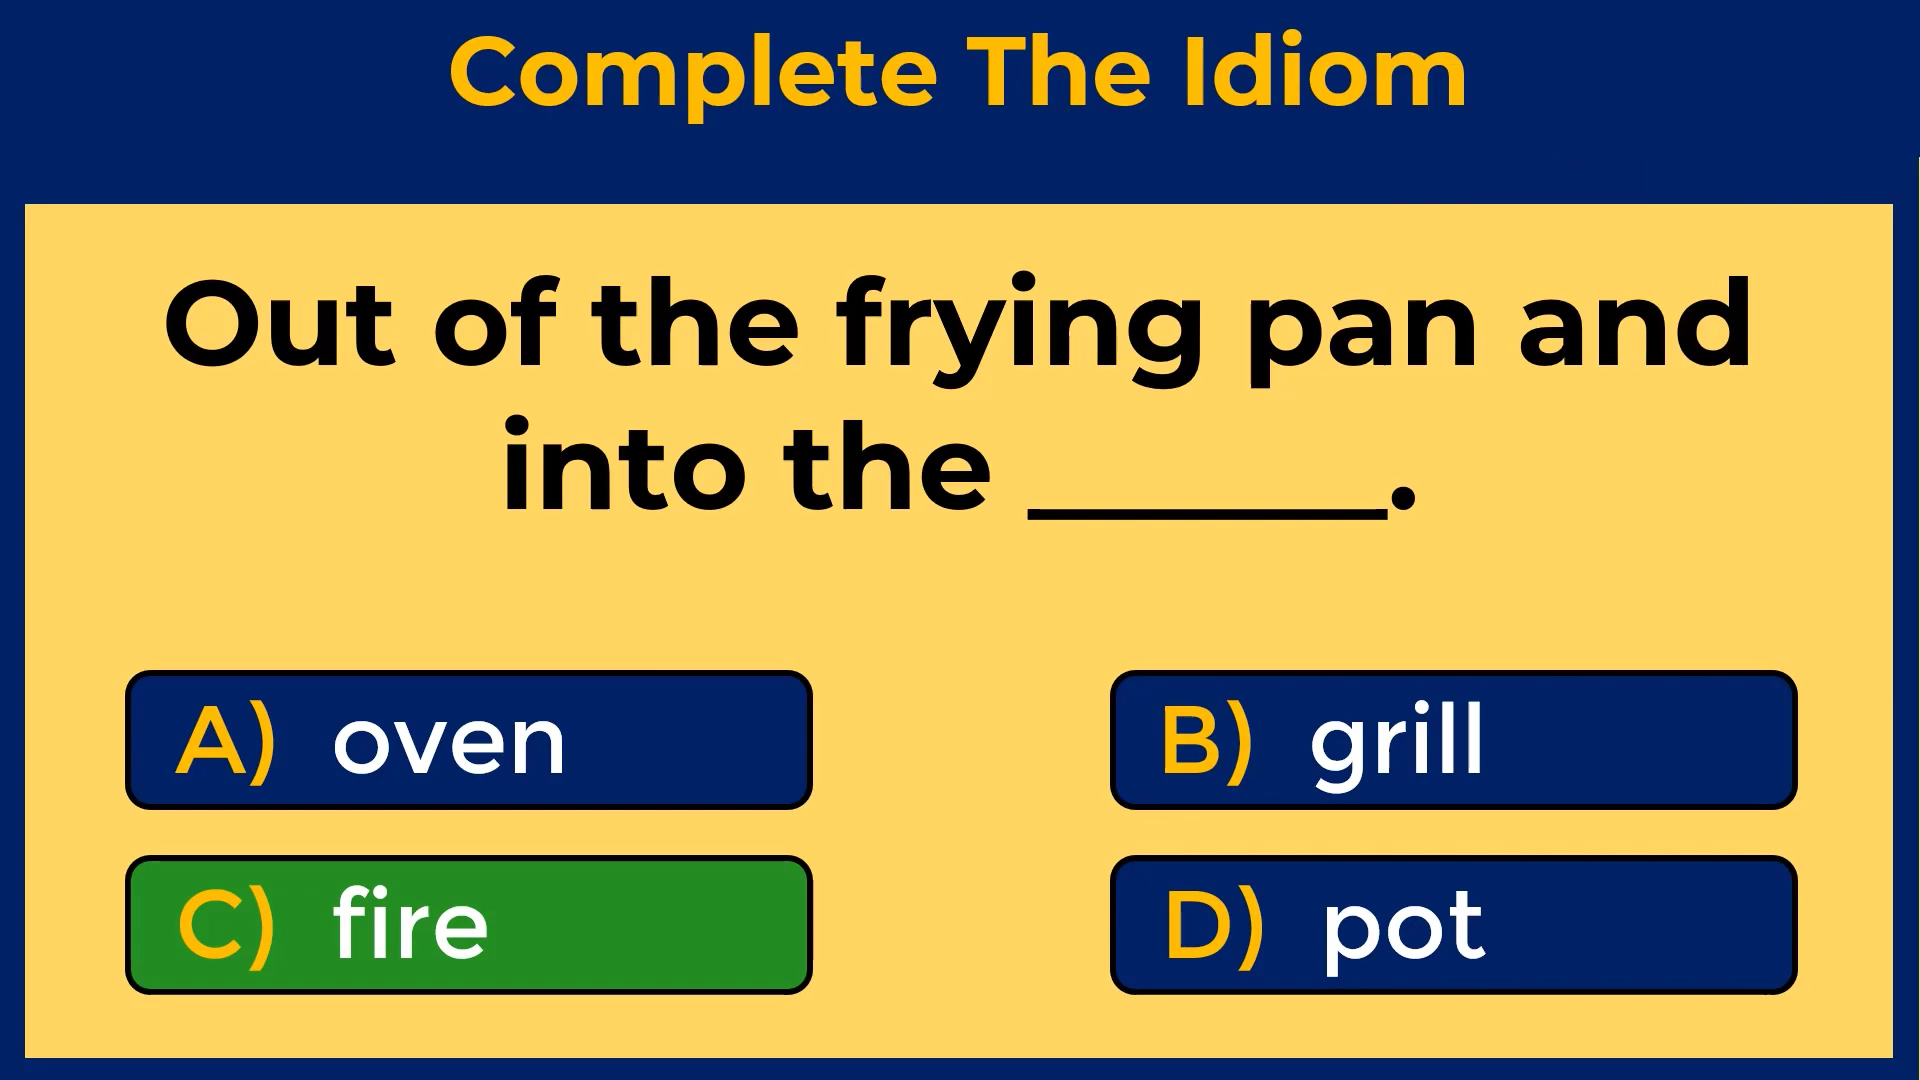 Complete The Idiom
Out of the frying pan and
into the ______.
A) oven
B) grill
C) fire
D) pot